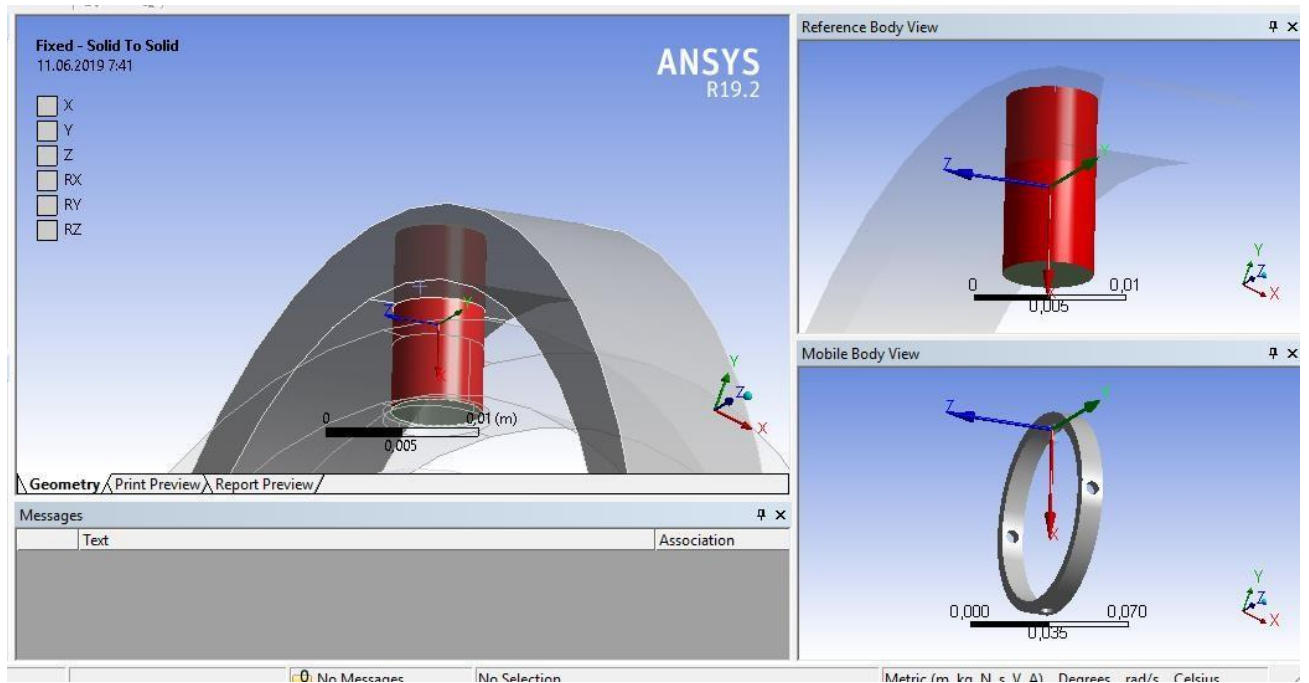 Fixed - Solid To Solid
11.06.2019 7:41
X
Y
Z
RX
RY
RZ
ANSYS
R19.2
Z
Y
X
0
0,01 (m)
0,005
Y
Z
X
Geometry Print Preview Report Preview
Messages
Text Association
Reference Body View
Z
Y
X
0
0,01
0,005
Y
Z
X
Mobile Body View
Z
Y
X
0,000
0,070
0,035
Y
Z
X
0 No Messages No Selection Metric (m, kg, N, s, V, A) Degrees rad/s Celsius